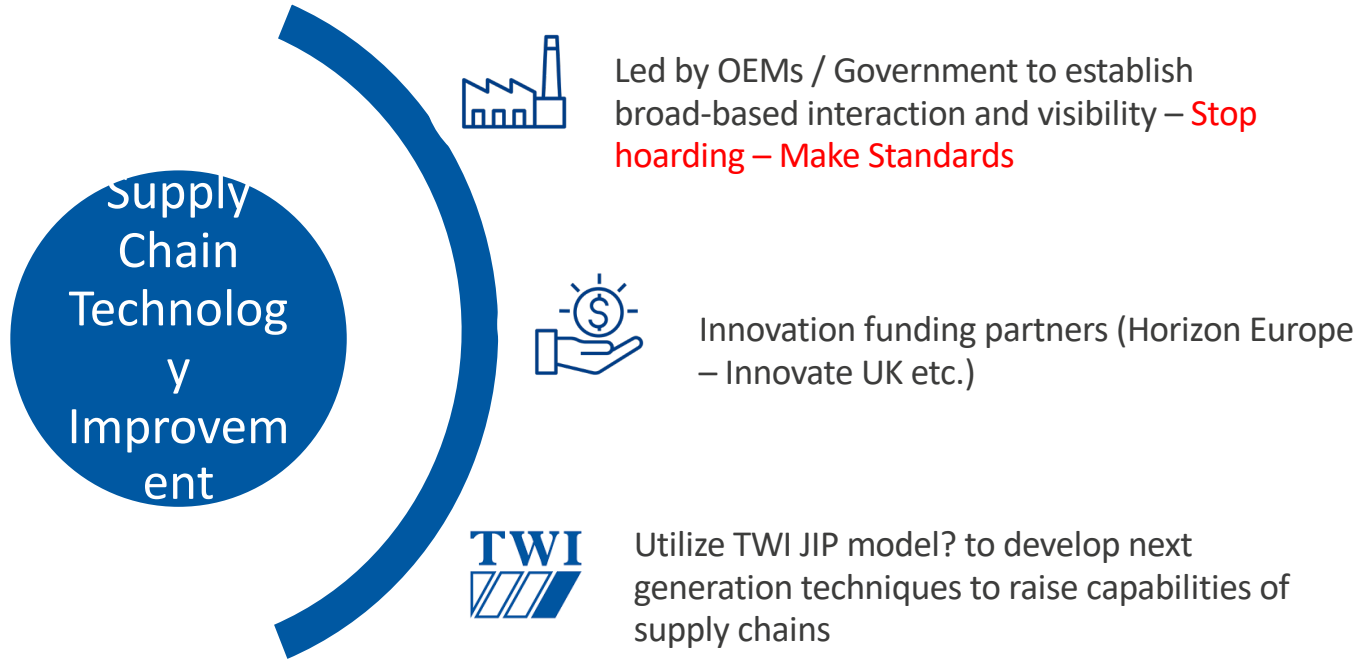 Supply
Chain
Technolog
y
Improvem
ent
Led by OEMs / Government to establish
broad-based interaction and visibility – Stop
hoarding – Make Standards
$
Innovation funding partners (Horizon Europe
– Innovate UK etc.)
TWI
Utilize TWI JIP model? to develop next
generation techniques to raise capabilities of
supply chains